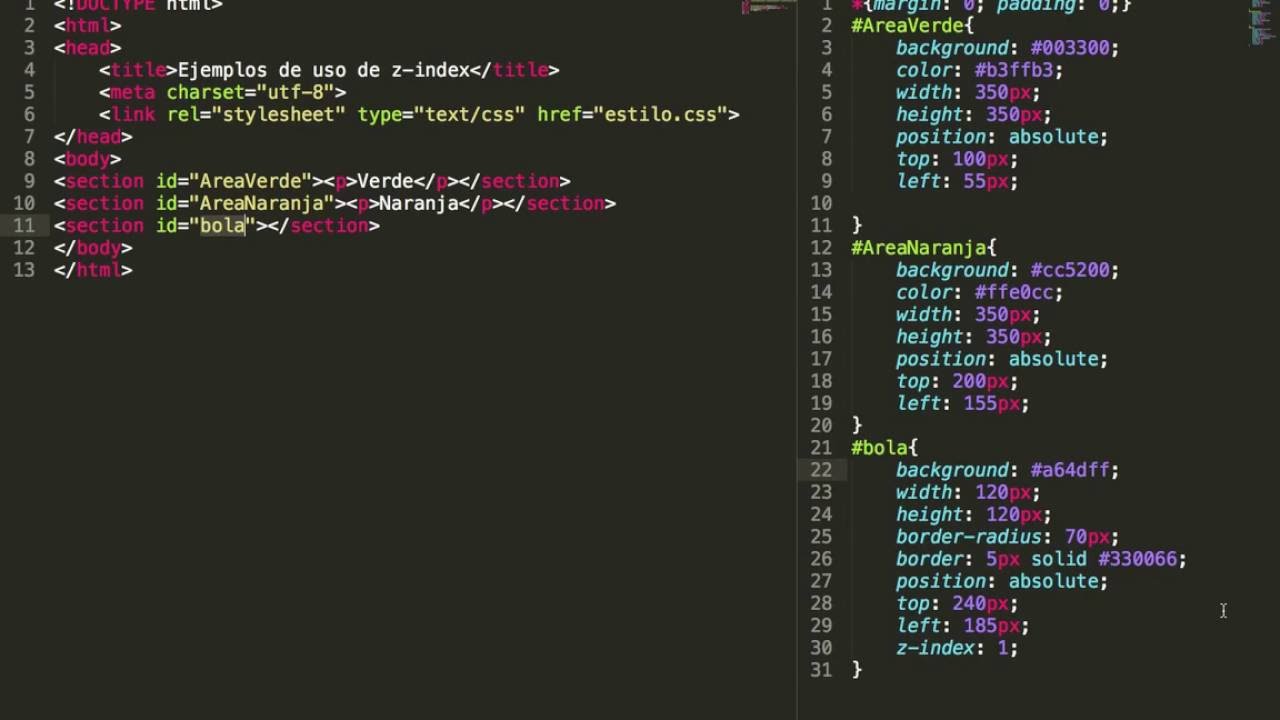 1 <!DOCTYPE html>
2 <html>
3 <head>
4 <title>Ejemplos de uso de z-index</title>
5 <meta charset="utf-8">
6 <link rel="stylesheet" type="text/css" href="estilo.css">
7 </head>
8 <body>
9 <section id="AreaVerde"><p>Verde</p></section>
10 <section id="AreaNaranja"><p>Naranja</p></section>
11 <section id="bola"></section>
12 </body>
13 </html>
1 *{margin: 0; padding: 0;}
2 #AreaVerde{
3 background: #003300;
4 color: #b3ffb3;
5 width: 350px;
6 height: 350px;
7 position: absolute;
8 top: 100px;
9 left: 55px;
10
11 }
12 #AreaNaranja{
13 background: #cc5200;
14 color: #ffe0cc;
15 width: 350px;
16 height: 350px;
17 position: absolute;
18 top: 200px;
19 left: 155px;
20 }
21 #bola{
22 background: #a64dff;
23 width: 120px;
24 height: 120px;
25 border-radius: 70px;
26 border: 5px solid #330066;
27 position: absolute;
28 top: 240px;
29 left: 185px;
30 z-index: 1;
31 }